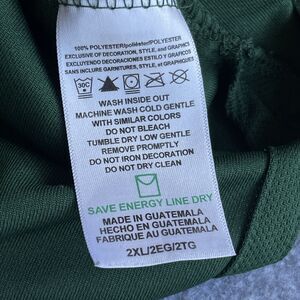 100% POLYESTER/poliéster/POLYESTER
EXCLUSIVE OF DECORATION, STYLE, AND GRAPHICS
EXCLUYENDO DECORACIONES ESTILO Y GRAFICOS
SANS INCLURE GARNITURES, STYLE, ET GRAPHIQUES
30C
WASH INSIDE OUT
MACHINE WASH COLD GENTLE
WITH SIMILAR COLORS
DO NOT BLEACH
TUMBLE DRY LOW GENTLE
REMOVE PROMPTLY
DO NOT IRON DECORATION
DO NOT DRY CLEAN
SAVE ENERGY LINE DRY
MADE IN GUATEMALA
HECHO EN GUATEMALA
FABRIQUE AU GUATEMALA
2XL/2EG/2TG